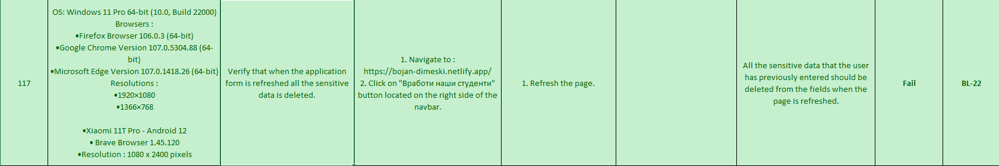 117
OS: Windows 11 Pro 64-bit (10.0, Build 22000)
Browsers :
•Firefox Browser 106.0.3 (64-bit)
•Google Chrome Version 107.0.5304.88 (64-
bit)
•Microsoft Edge Version 107.0.1418.26 (64-bit)
Resolutions :
•1920×1080
•1366×768
•Xiaomi 11T Pro - Android 12
• Brave Browser 1.45.120
•Resolution : 1080 x 2400 pixels
Verify that when the application
form is refreshed all the sensitive
data is deleted.
1. Navigate to :
https://bojan-dimeski.netlify.app/
2. Click on "Вработи наши студенти"
button located on the right side of the
navbar.
1. Refresh the page.
All the sensitive data that the user
has previously entered should be
deleted from the fields when the
page is refreshed.
Fail
BL-22